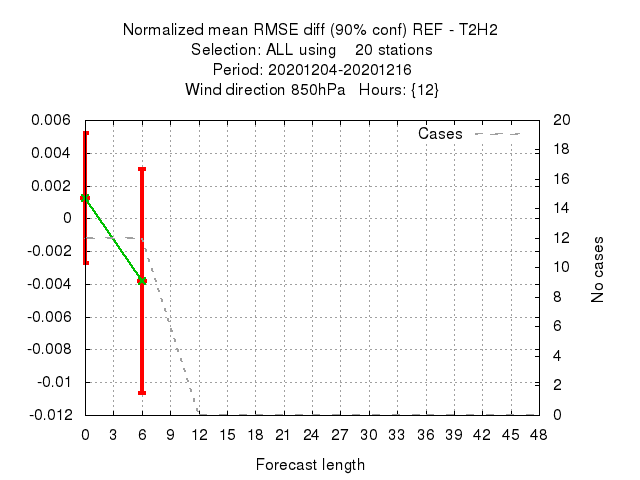 Normalized mean RMSE diff (90% conf) REF - T2H2
Selection: ALL using    20 stations
Period: 20201204-20201216
Wind direction 850hPa   Hours: {12}
Cases
0.006
0.004
0.002
0
-0.002
-0.004
-0.006
-0.008
-0.01
-0.012
20
18
16
14
12
10
8
6
4
2
0
No cases
0 3 6 9 12 15 18 21 24 27 30 33 36 39 42 45 48
Forecast length